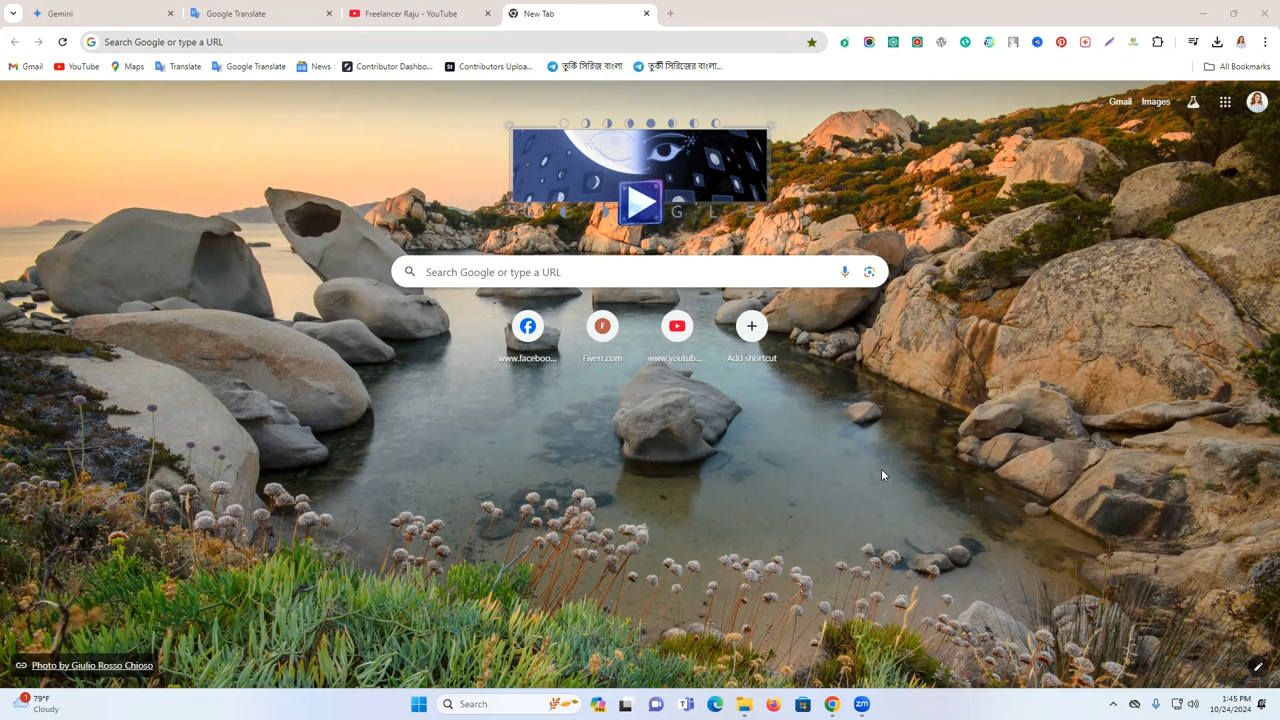 Gemini
Google Translate
Freelancer Raju - YouTube
New Tab
Search Google or type a URL
Gmail
YouTube
Maps
Translate
Google Translate
News
Contributor Dashbo...
Contributors Uploa...
তুর্কি সিরিজ বাংলা
তুর্কী সিরিজের বাংলা...
All Bookmarks
Gmail Images
G L E
Search Google or type a URL
www.faceboo...
Fiverr.com
www.youtub...
Add shortcut
Photo by Giulio Rosso Chioso
79°F
Cloudy
Search
1:45 PM
10/24/2024